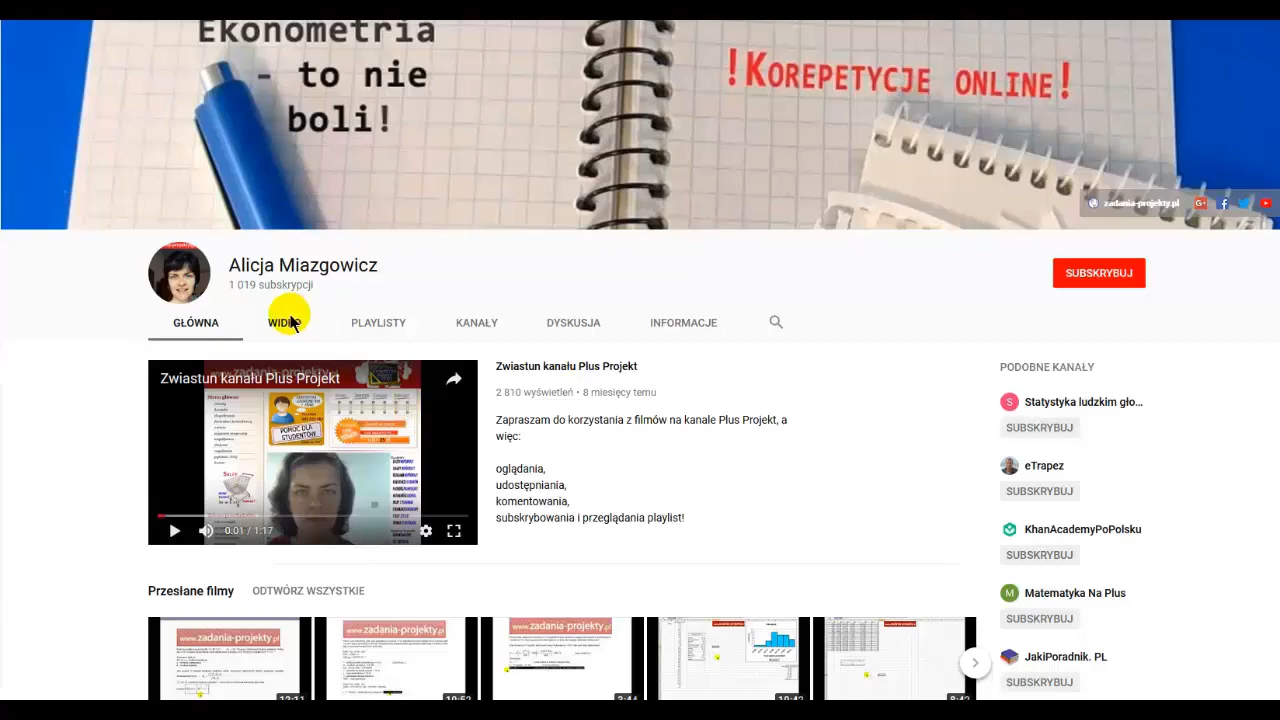 Ekonometria
- to nie
boli!
!KOREPETYCJE ONLINE!
zadania-projekty.pl
Alicja Miazgowicz
1 019 subskrypcji
SUBSKRYBUJ
GŁÓWNA
PLAYLISTY
KANAŁY
DYSKUSJA
INFORMACJE
Zwiastun kanału Plus Projekt
0:01 / 1:17
Zwiastun kanału Plus Projekt
2 810 wyświetleń • 8 miesięcy temu
Zapraszam do korzystania z filmów na kanale Plus Projekt, a
więc:
oglądania,
udostępniania,
komentowania,
subskrybowania i przeglądania playlist!
PODOBNE KANAŁY
Statystyka ludzkim gło...
SUBSKRYBUJ
eTrapez
SUBSKRYBUJ
KhanAcademyPoPolsku
SUBSKRYBUJ
M
Matematyka Na Plus
SUBSKRYBUJ
JakiPoradnik. PL
SUBSKRYBUJ
Przesłane filmy
ODTWÓRZ WSZYSTKIE
www.zadania-projekty.pl
www.zadania-projekty.pl
www.zadania-projekty.pl